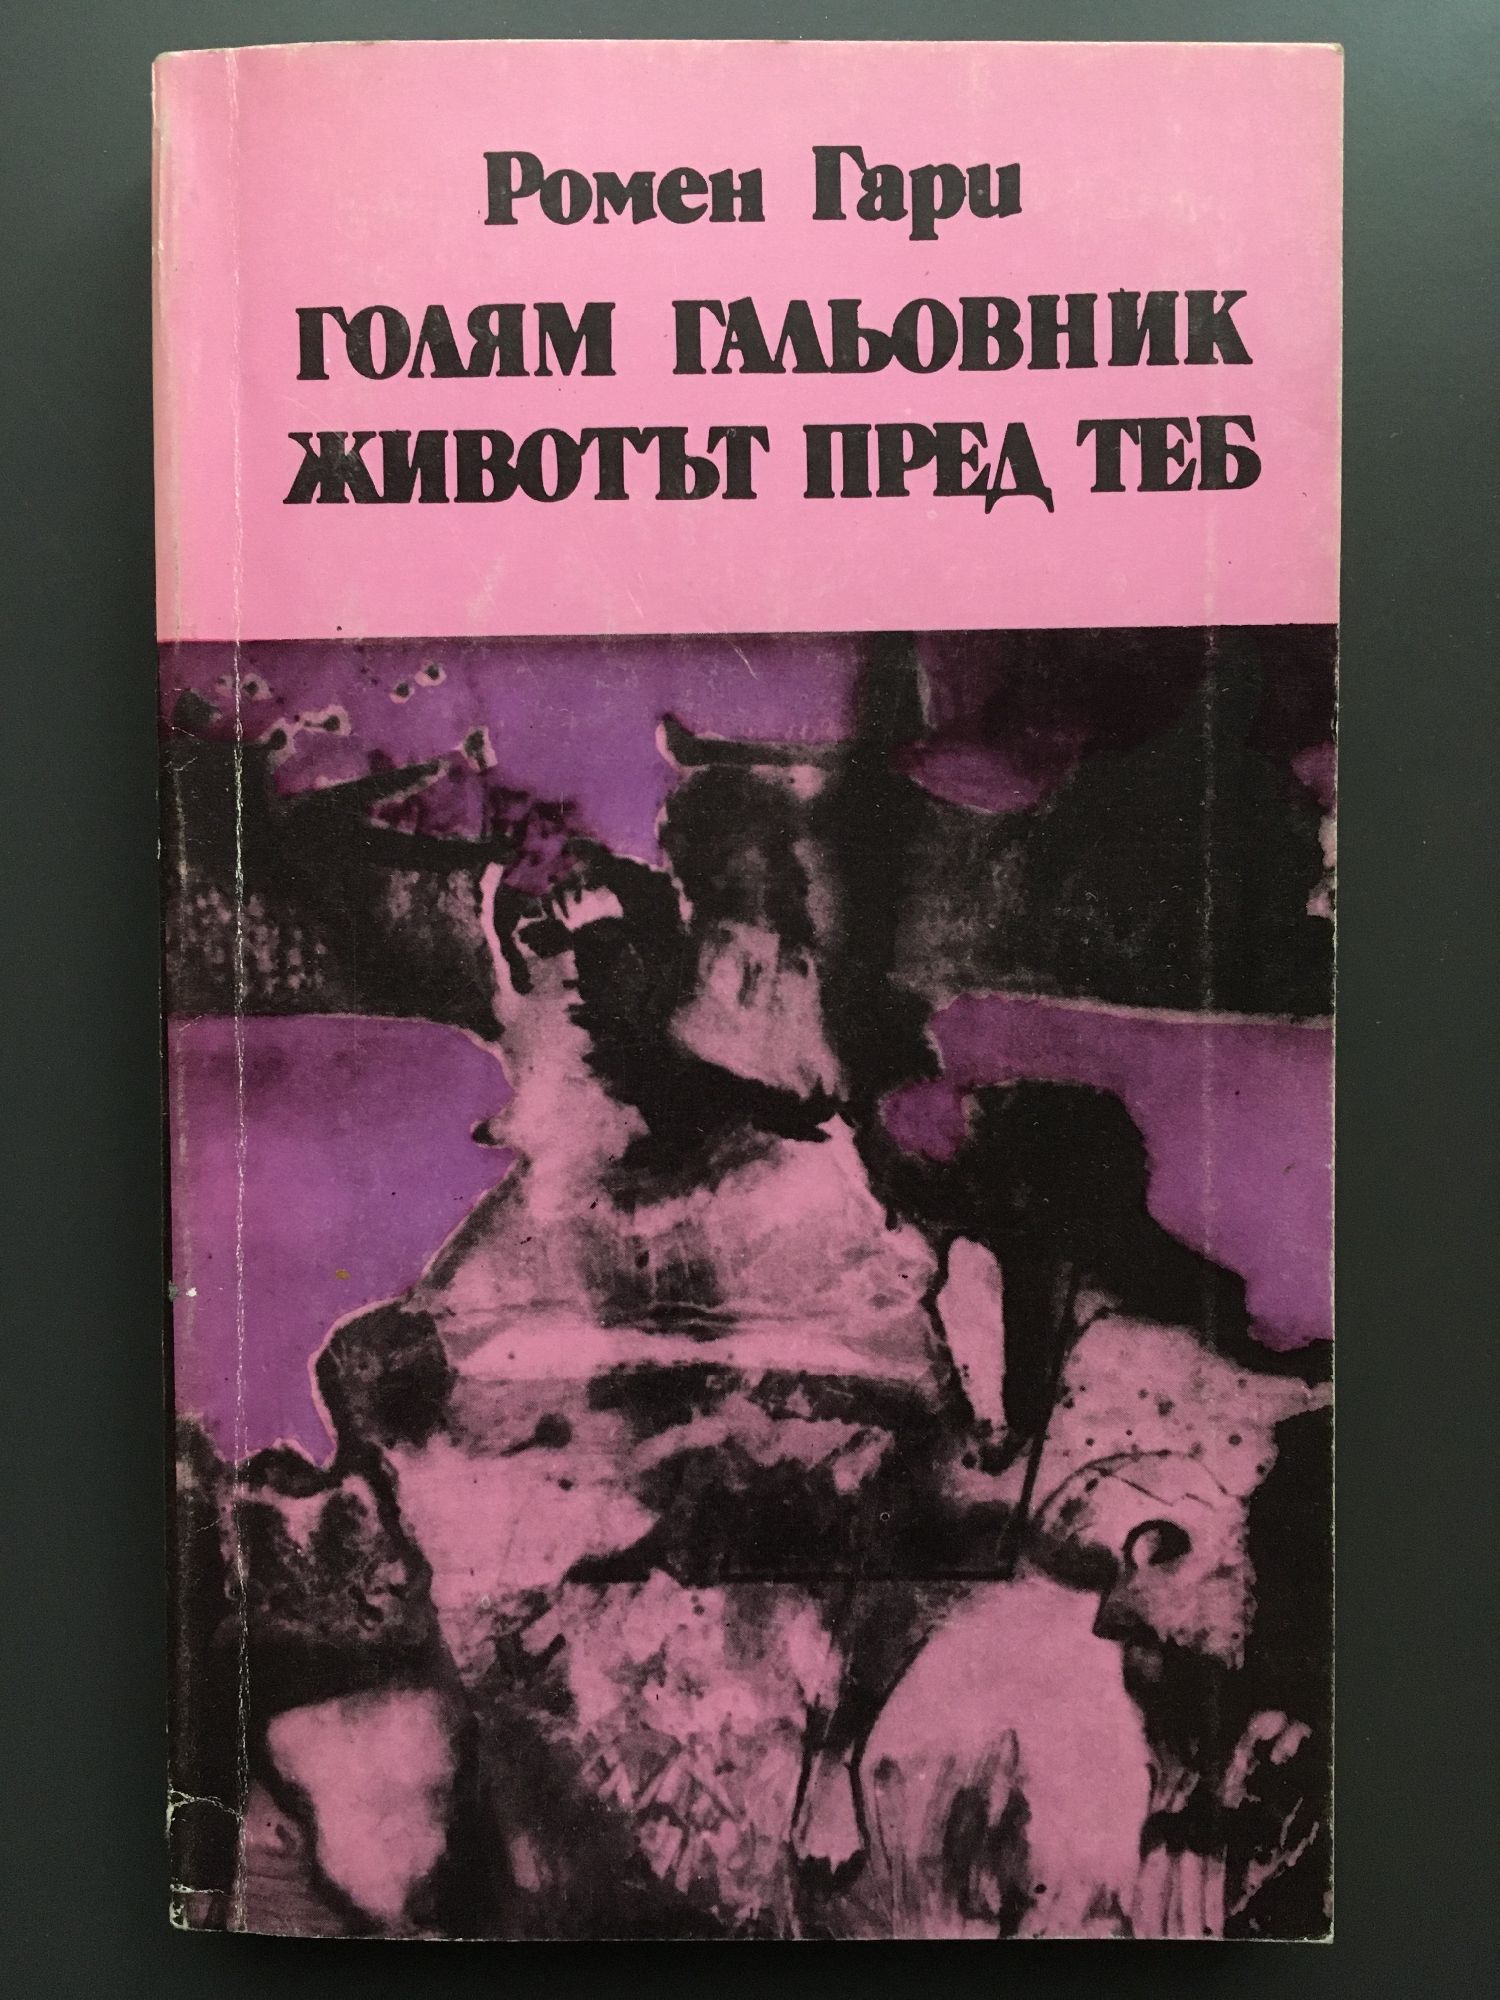 Ромен Гари
ГОЛЯМ ГАЛЬОВНИК
ЖИВОТЪТ ПРЕД ТЕБ